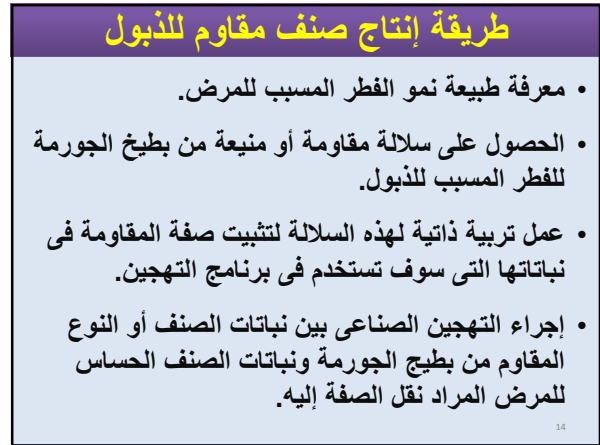 طريقة إنتاج صنف مقاوم للذبول
• معرفة طبيعة نمو الفطر المسبب للمرض.
• الحصول على سلالة مقاومة أو منيعة من بطيخ الجورمة
للفطر المسبب للذبول.
• عمل تربية ذاتية لهذه السلالة لتثبيت صفة المقاومة فى
نباتاتها التى سوف تستخدم فى برنامج التهجين.
• إجراء التهجين الصناعى بين نباتات الصنف أو النوع
المقاوم من بطيج الجورمة ونباتات الصنف الحساس
للمرض المراد نقل الصفة إليه.
14